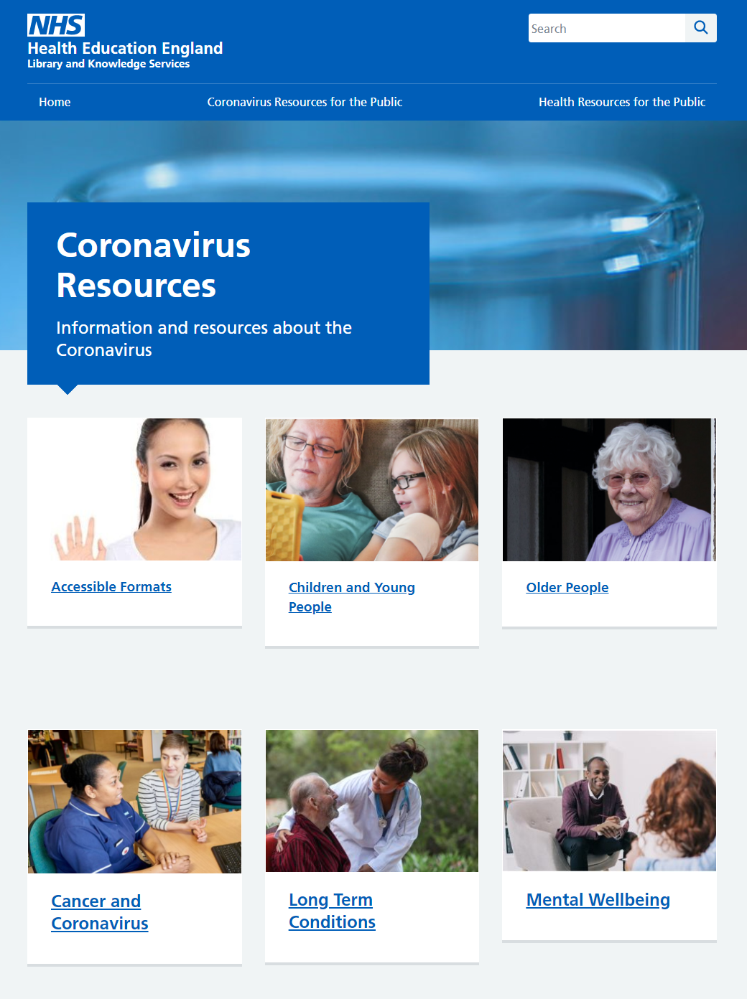 NHS
Health Education England
Library and Knowledge Services
Search
Home
Coronavirus Resources for the Public
Health Resources for the Public
Coronavirus
Resources
Information and resources about the
Coronavirus
Accessible Formats
Children and Young
People
Older People
Cancer and
Coronavirus
Long Term
Conditions
Mental Wellbeing